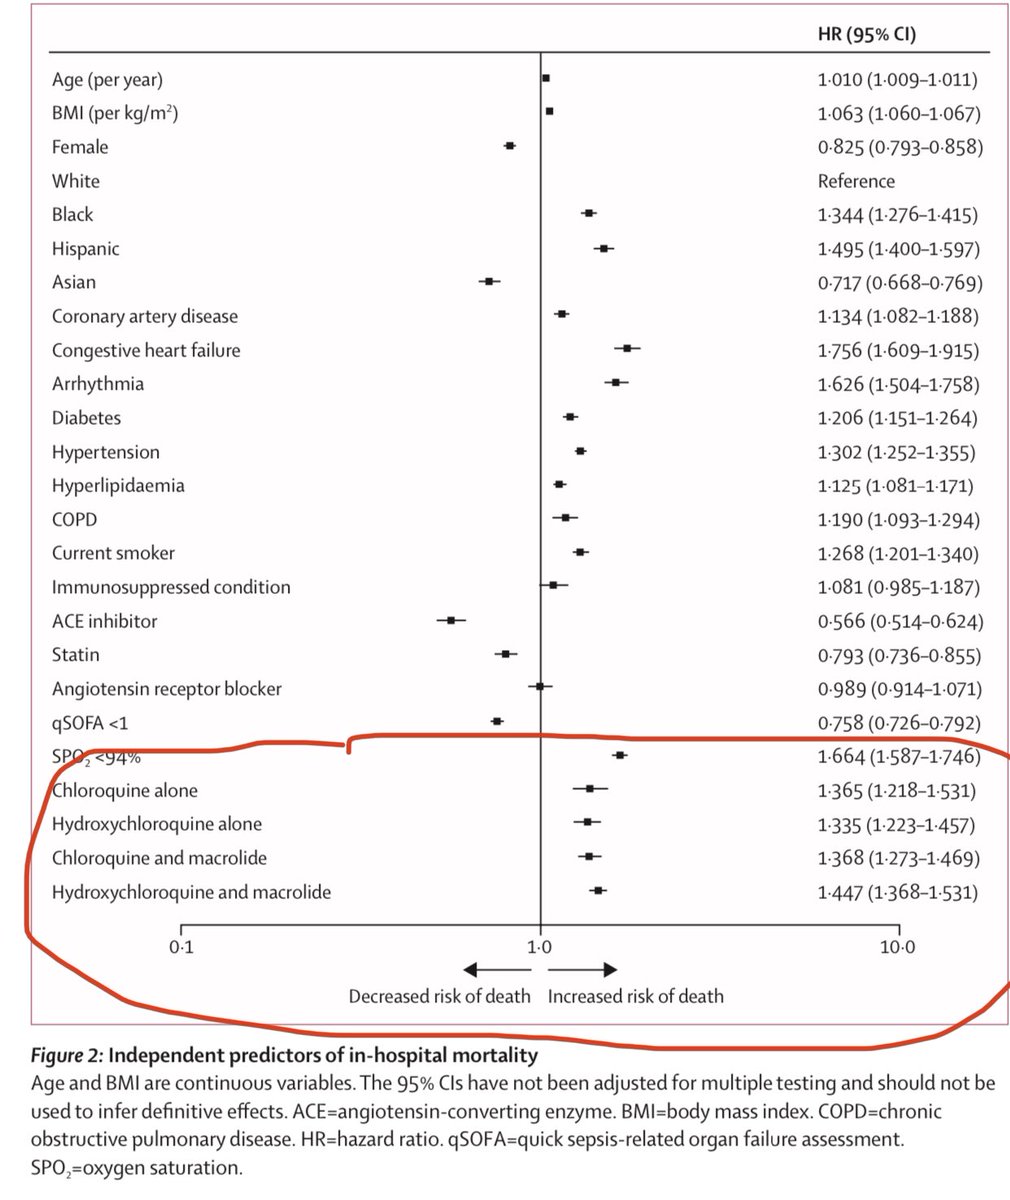 HR (95% CI)
Age (per year) 1·010 (1·009–1·011)
BMI (per kg/m²) 1·063 (1·060–1·067)
Female 0·825 (0·793–0·858)
White Reference
Black 1·344 (1·276–1·415)
Hispanic 1·495 (1·400–1·597)
Asian 0·717 (0·668–0·769)
Coronary artery disease 1·134 (1·082–1·188)
Congestive heart failure 1·756 (1·609–1·915)
Arrhythmia 1·626 (1·504–1·758)
Diabetes 1·206 (1·151–1·264)
Hypertension 1·302 (1·252–1·355)
Hyperlipidaemia 1·125 (1·081–1·171)
COPD 1·190 (1·093–1·294)
Current smoker 1·268 (1·201–1·340)
Immunosuppressed condition 1·081 (0·985–1·187)
ACE inhibitor 0·566 (0·514–0·624)
Statin 0·793 (0·736–0·855)
Angiotensin receptor blocker 0·989 (0·914–1·071)
qSOFA <1 0·758 (0·726–0·792)
SPO₂ <94% 1·664 (1·587–1·746)
Chloroquine alone 1·365 (1·218–1·531)
Hydroxychloroquine alone 1·335 (1·223–1·457)
Chloroquine and macrolide 1·368 (1·273–1·469)
Hydroxychloroquine and macrolide 1·447 (1·368–1·531)
0·1 1·0 10·0
Decreased risk of death Increased risk of death
Figure 2: Independent predictors of in-hospital mortality
Age and BMI are continuous variables. The 95% CIs have not been adjusted for multiple testing and should not be
used to infer definitive effects. ACE=angiotensin-converting enzyme. BMI=body mass index. COPD=chronic
obstructive pulmonary disease. HR=hazard ratio. qSOFA=quick sepsis-related organ failure assessment.
SPO₂=oxygen saturation.